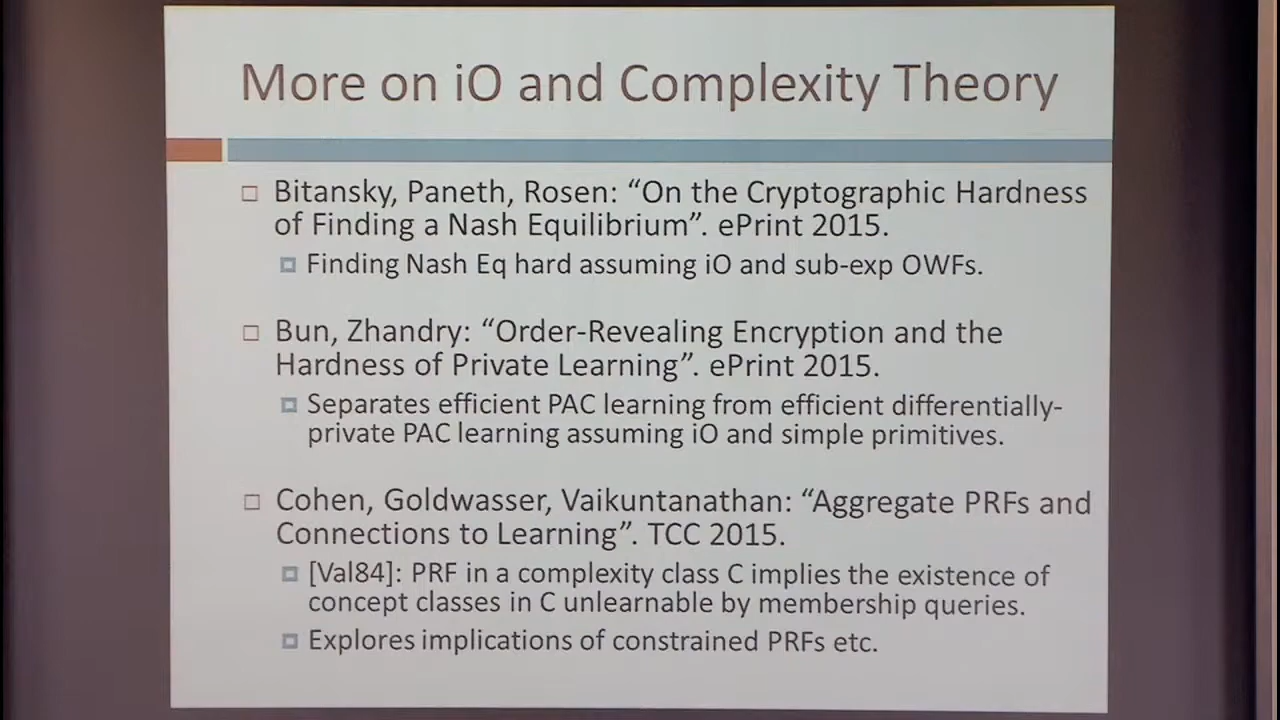 More on iO and Complexity Theory
Bitansky, Paneth, Rosen: “On the Cryptographic Hardness
of Finding a Nash Equilibrium”. ePrint 2015.
Finding Nash Eq hard assuming iO and sub-exp OWFs.
Bun, Zhandry: “Order-Revealing Encryption and the
Hardness of Private Learning”. ePrint 2015.
Separates efficient PAC learning from efficient differentially-
private PAC learning assuming iO and simple primitives.
Cohen, Goldwasser, Vaikuntanathan: “Aggregate PRFs and
Connections to Learning”. TCC 2015.
[Val84]: PRF in a complexity class C implies the existence of
concept classes in C unlearnable by membership queries.
Explores implications of constrained PRFs etc.